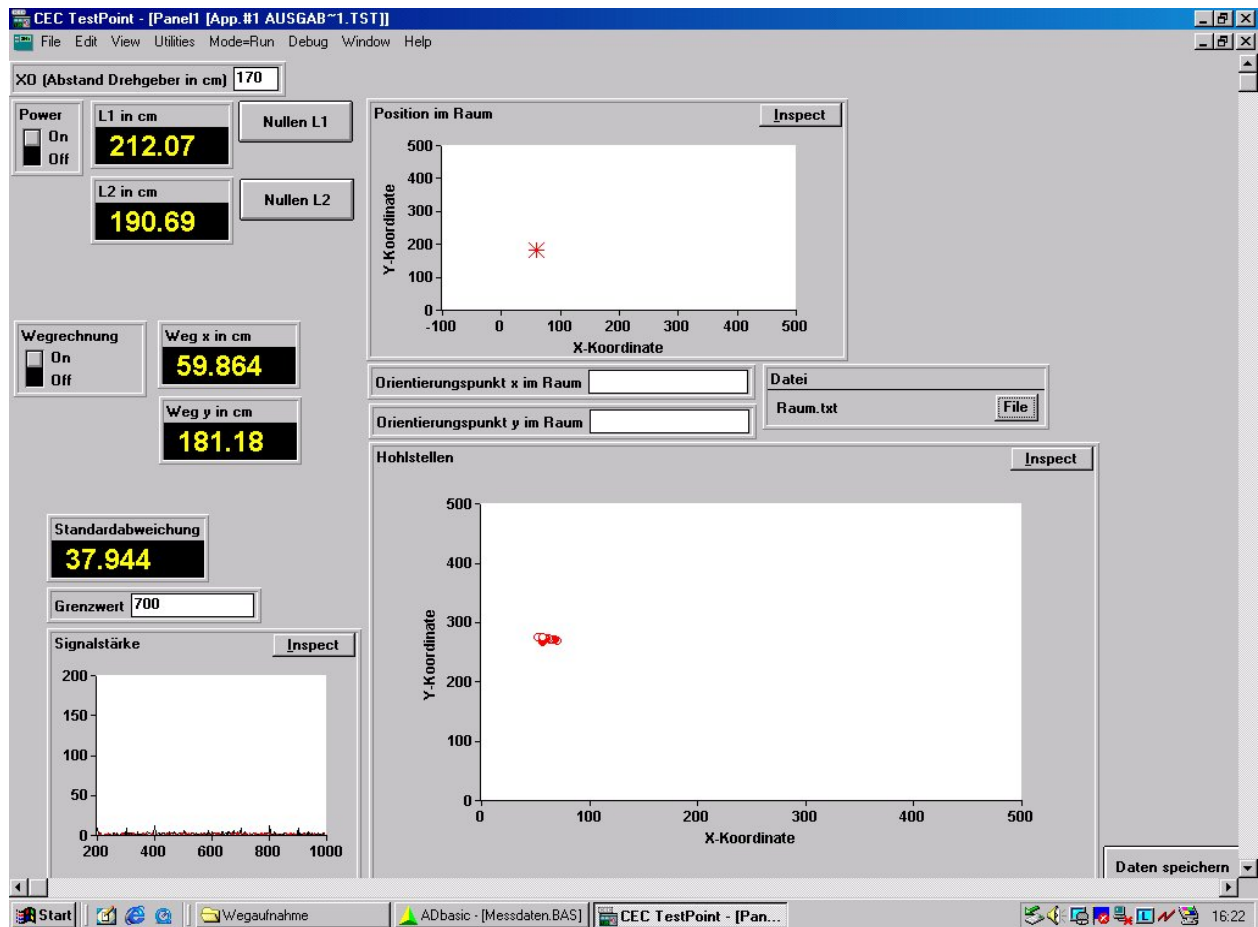 CEC TestPoint - [Panel1 [App.#1 AUSGAB~1.TST]]
File Edit View Utilities Mode=Run Debug Window Help
X0 (Abstand Drehgeber in cm) 170
Power
On
Off
L1 in cm
212.07
Nullen L1
L2 in cm
190.69
Nullen L2
Position im Raum
Inspect
500
400
300
200
100
0
Y-Koordinate
-100 0 100 200 300 400 500
X-Koordinate
Wegrechnung
On
Off
Weg x in cm
59.864
Weg y in cm
181.18
Orientierungspunkt x im Raum
Orientierungspunkt y im Raum
Datei
Raum.txt File
Hohlstellen
Inspect
500
400
300
200
100
0
Y-Koordinate
0 100 200 300 400 500
X-Koordinate
Standardabweichung
37.944
Grenzwert 700
Signalstärke
Inspect
200
150
100
50
0
200 400 600 800 1000
Daten speichern
Start Wegaufnahme ADbasic - [Messdaten.BAS] CEC TestPoint - [Pan... L 16:22